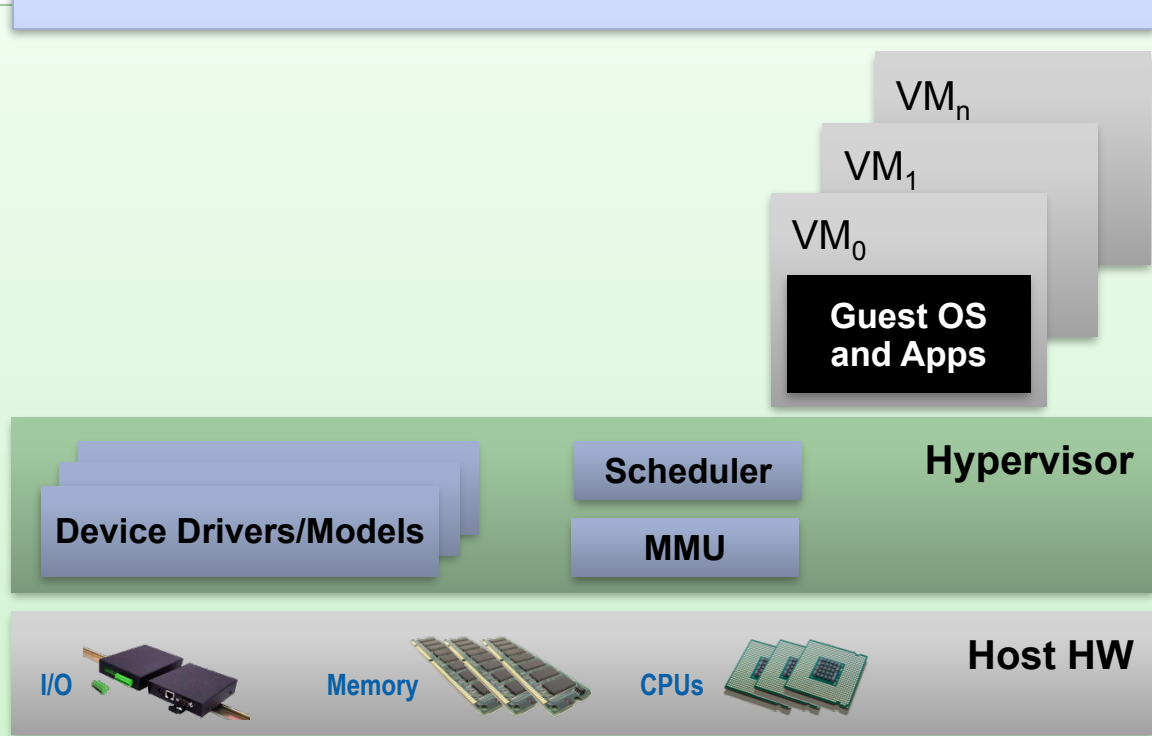 VMn
VM1
VM0
Guest OS
and Apps
Hypervisor
Scheduler
Device Drivers/Models
MMU
Host HW
I/O
Memory
CPUs